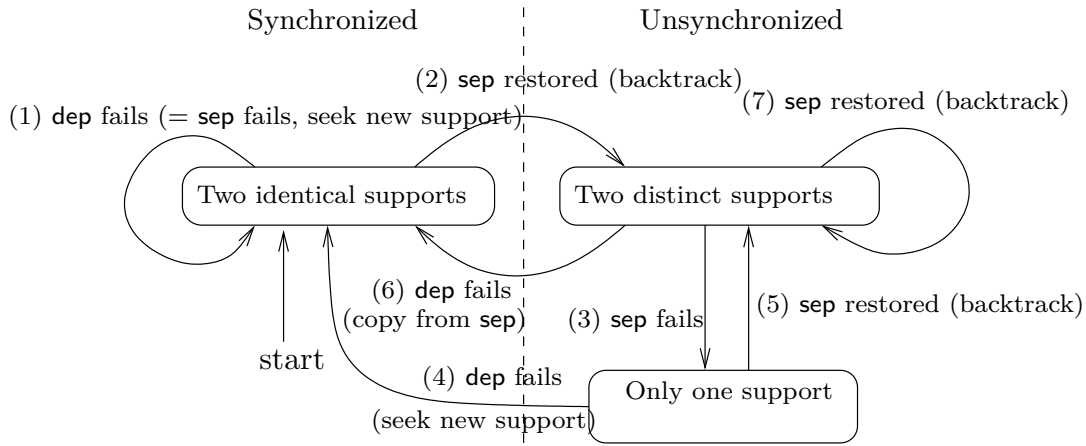 Synchronized
Unsynchronized
(2) sep restored (backtrack)
(7) sep restored (backtrack)
(1) dep fails (= sep fails, seek new support)
Two identical supports
Two distinct supports
(6) dep fails
(copy from sep)
(3) sep fails
(5) sep restored (backtrack)
start
(4) dep fails
(seek new support)
Only one support